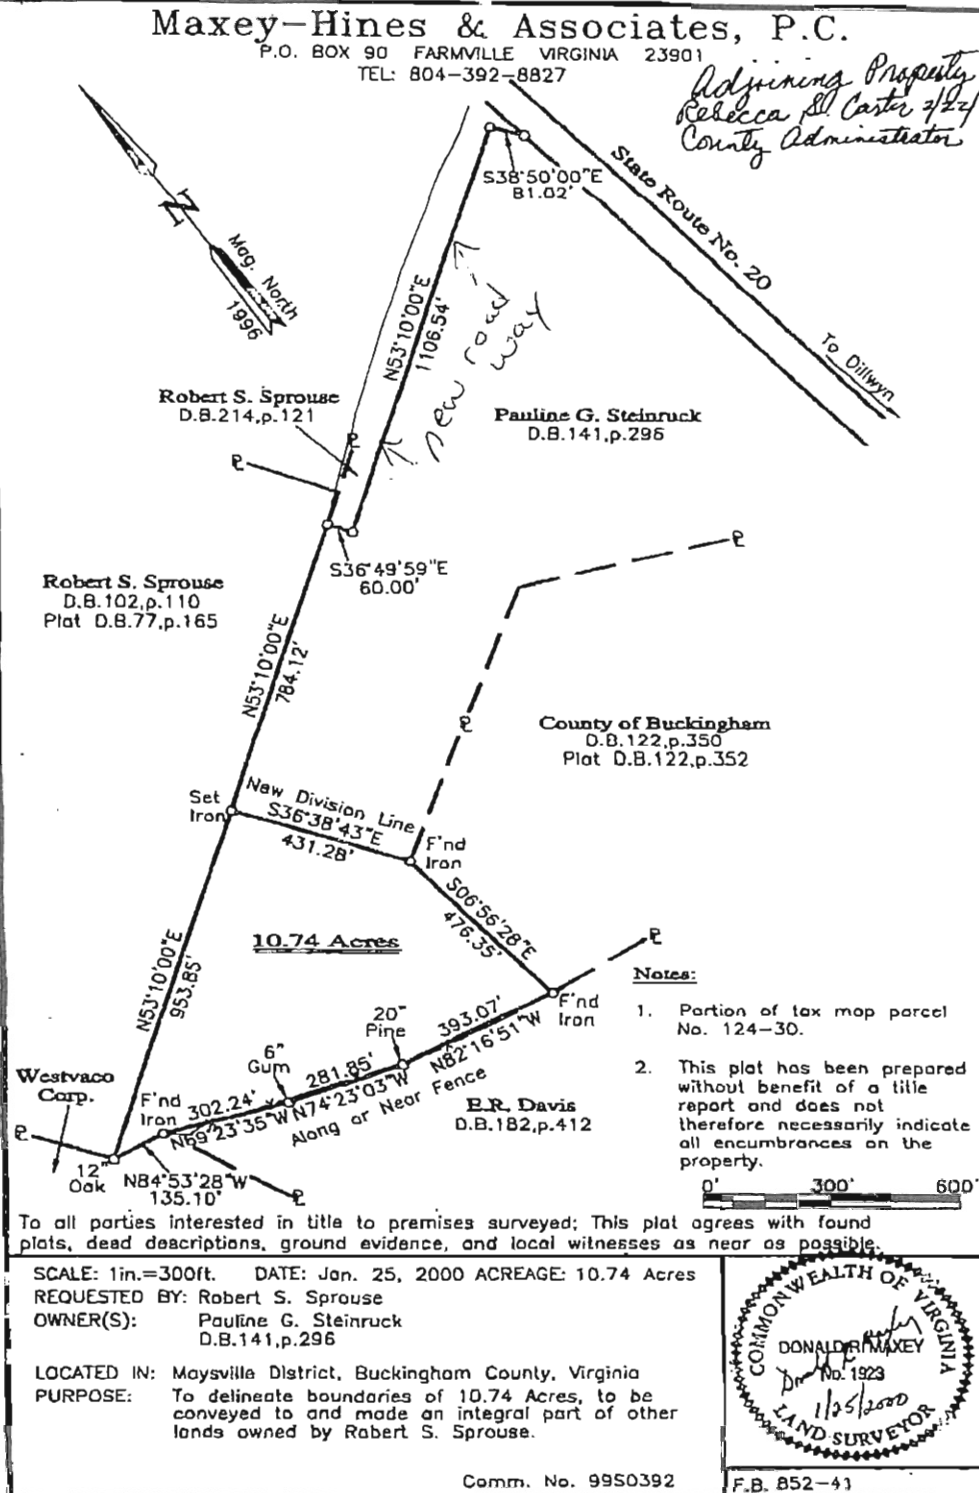 Maxey-Hines & Associates, P.C.
P.O. BOX 90 FARMVILLE VIRGINIA 23901
TEL: 804-392-8827
Adjoining Property
Rebecca S. Carter 2/22/
County Administrator
State Route No. 20
To Dillwyn
N
Mag. North
1996
S38°50'00"E
81.02'
N53°10'00"E
1106.54'
new road
way
Robert S. Sprouse
D.B.214,p.121
Pauline G. Steinruck
D.B.141,p.296
PL
PL
S36°49'59"E
60.00'
PL
Robert S. Sprouse
D.B.102,p.110
Plat D.B.77,p.165
N53°10'00"E
784.12'
PL
County of Buckingham
D.B.122,p.350
Plat D.B.122,p.352
Set
Iron
New Division Line
S36°38'43"E
431.28'
F'nd
Iron
S06°56'28"E
476.35'
10.74 Acres
N53°10'00"E
953.85'
PL
F'nd
Iron
Notes:
1. Portion of tax map parcel
No. 124-30.
2. This plat has been prepared
without benefit of a title
report and does not
therefore necessarily indicate
all encumbrances on the
property.
20"
Pine
393.07'
N82°16'51"W
6"
Gum
281.85'
N74°23'03"W
Along or Near Fence
E.R. Davis
D.B.182,p.412
Westvaco
Corp.
F'nd
Iron
302.24'
N69°23'35"W
PL
12"
Oak
N84°53'28"W
135.10'
PL
0' 300' 600'
To all parties interested in title to premises surveyed; This plat agrees with found
plats, deed descriptions, ground evidence, and local witnesses as near as possible.
SCALE: 1in.=300ft. DATE: Jan. 25, 2000 ACREAGE: 10.74 Acres
REQUESTED BY: Robert S. Sprouse
OWNER(S): Pauline G. Steinruck
D.B.141,p.296
LOCATED IN: Maysville District, Buckingham County, Virginia
PURPOSE: To delineate boundaries of 10.74 Acres, to be
conveyed to and made an integral part of other
lands owned by Robert S. Sprouse.
Comm. No. 99S0392
COMMONWEALTH OF VIRGINIA
DONALD R. MAXEY
No. 1923
1/25/2000
LAND SURVEYOR
F.B. 852-41